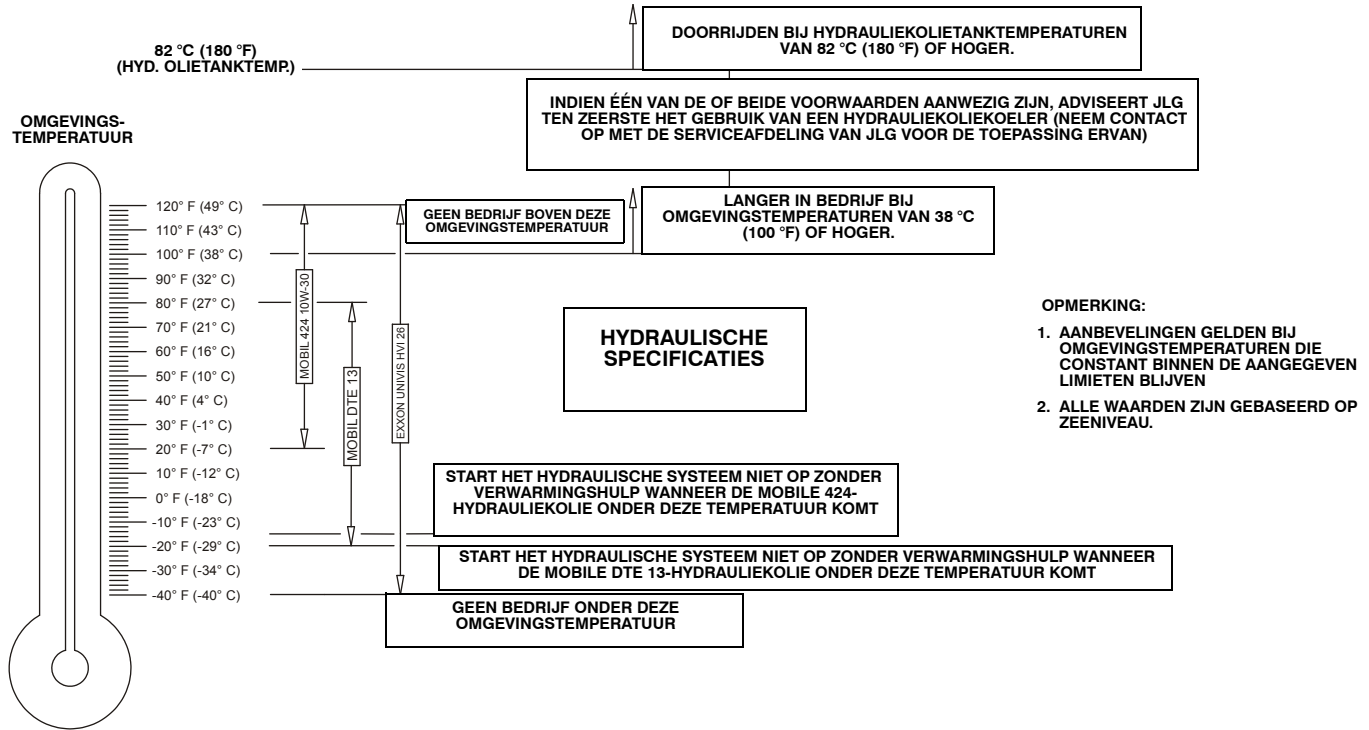 82 °C (180 °F)
(HYD. OLIETANKTEMP.)
DOORRIJDEN BIJ HYDRAULIEKOLIETANKTEMPERATUREN
VAN 82 °C (180 °F) OF HOGER.
INDIEN ÉÉN VAN DE OF BEIDE VOORWAARDEN AANWEZIG ZIJN, ADVISEERT JLG
TEN ZEERSTE HET GEBRUIK VAN EEN HYDRAULIEKOLIEKOELER (NEEM CONTACT
OP MET DE SERVICEAFDELING VAN JLG VOOR DE TOEPASSING ERVAN)
OMGEVINGS-
TEMPERATUUR
120° F (49° C)
110° F (43° C)
100° F (38° C)
90° F (32° C)
80° F (27° C)
70° F (21° C)
60° F (16° C)
50° F (10° C)
40° F (4° C)
30° F (-1° C)
20° F (-7° C)
10° F (-12° C)
0° F (-18° C)
-10° F (-23° C)
-20° F (-29° C)
-30° F (-34° C)
-40° F (-40° C)
MOBIL 424 10W-30
MOBIL DTE 13
EXXON UNIVIS HVI 26
GEEN BEDRIJF BOVEN DEZE
OMGEVINGSTEMPERATUUR
LANGER IN BEDRIJF BIJ
OMGEVINGSTEMPERATUREN VAN 38 °C
(100 °F) OF HOGER.
HYDRAULISCHE
SPECIFICATIES
OPMERKING:
1. AANBEVELINGEN GELDEN BIJ
OMGEVINGSTEMPERATUREN DIE
CONSTANT BINNEN DE AANGEGEVEN
LIMIETEN BLIJVEN
2. ALLE WAARDEN ZIJN GEBASEERD OP
ZEENIVEAU.
START HET HYDRAULISCHE SYSTEEM NIET OP ZONDER
VERWARMINGSHULP WANNEER DE MOBILE 424-
HYDRAULIEKOLIE ONDER DEZE TEMPERATUUR KOMT
START HET HYDRAULISCHE SYSTEEM NIET OP ZONDER VERWARMINGSHULP WANNEER
DE MOBILE DTE 13-HYDRAULIEKOLIE ONDER DEZE TEMPERATUUR KOMT
GEEN BEDRIJF ONDER DEZE
OMGEVINGSTEMPERATUUR